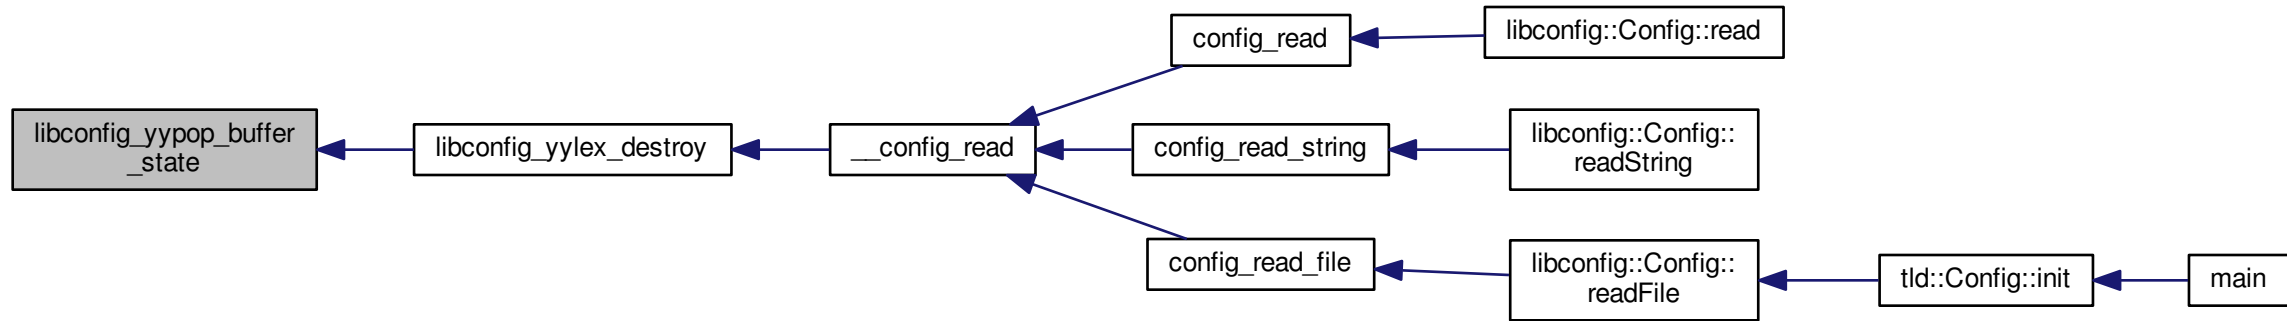 libconfig_yypop_buffer
_state
libconfig_yylex_destroy
__config_read
config_read
libconfig::Config::read
config_read_string
libconfig::Config::
readString
config_read_file
libconfig::Config::
readFile
tld::Config::init
main